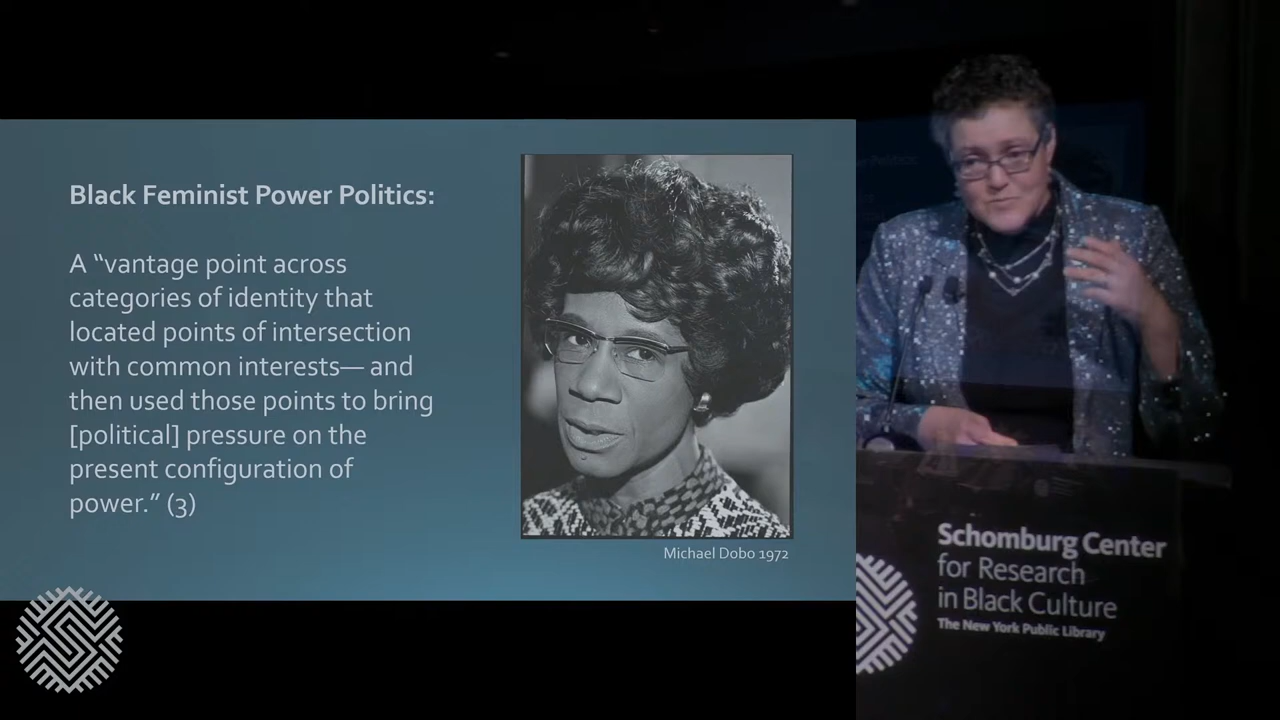 Black Feminist Power Politics:
A “vantage point across
categories of identity that
located points of intersection
with common interests— and
then used those points to bring
[political] pressure on the
present configuration of
power.” (3)
Michael Dobo 1972
Schomburg Center
for Research
in Black Culture
The New York Public Library